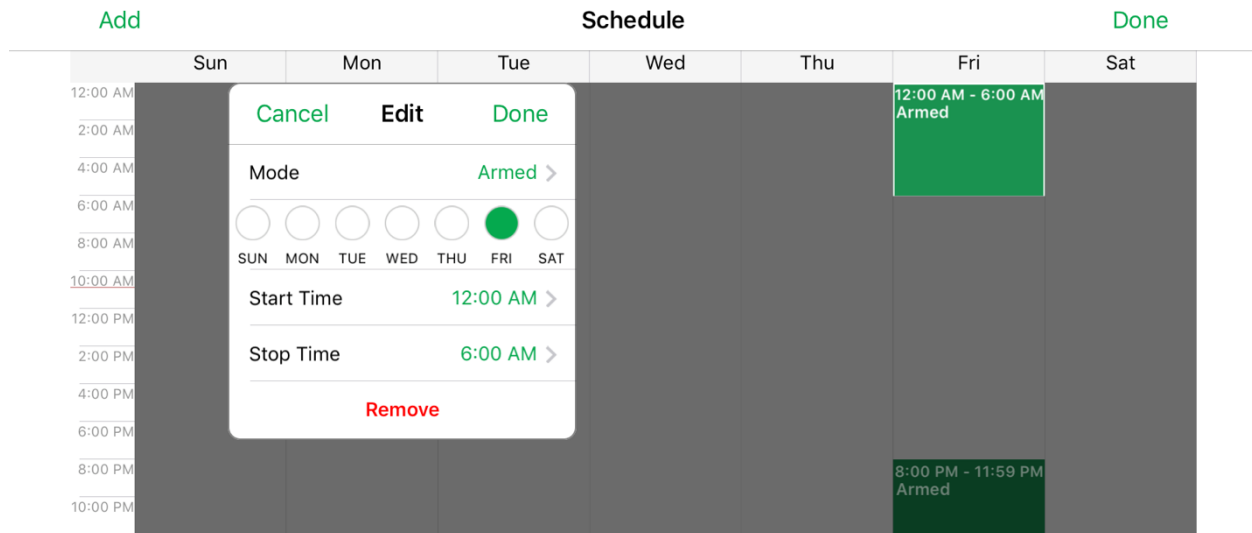 Add Schedule Done
Sun Mon Tue Wed Thu Fri Sat
12:00 AM
2:00 AM
4:00 AM
6:00 AM
8:00 AM
10:00 AM
12:00 PM
2:00 PM
4:00 PM
6:00 PM
8:00 PM
10:00 PM
Cancel Edit Done
Mode Armed
SUN MON TUE WED THU FRI SAT
Start Time 12:00 AM
Stop Time 6:00 AM
Remove
12:00 AM - 6:00 AM
Armed
8:00 PM - 11:59 PM
Armed